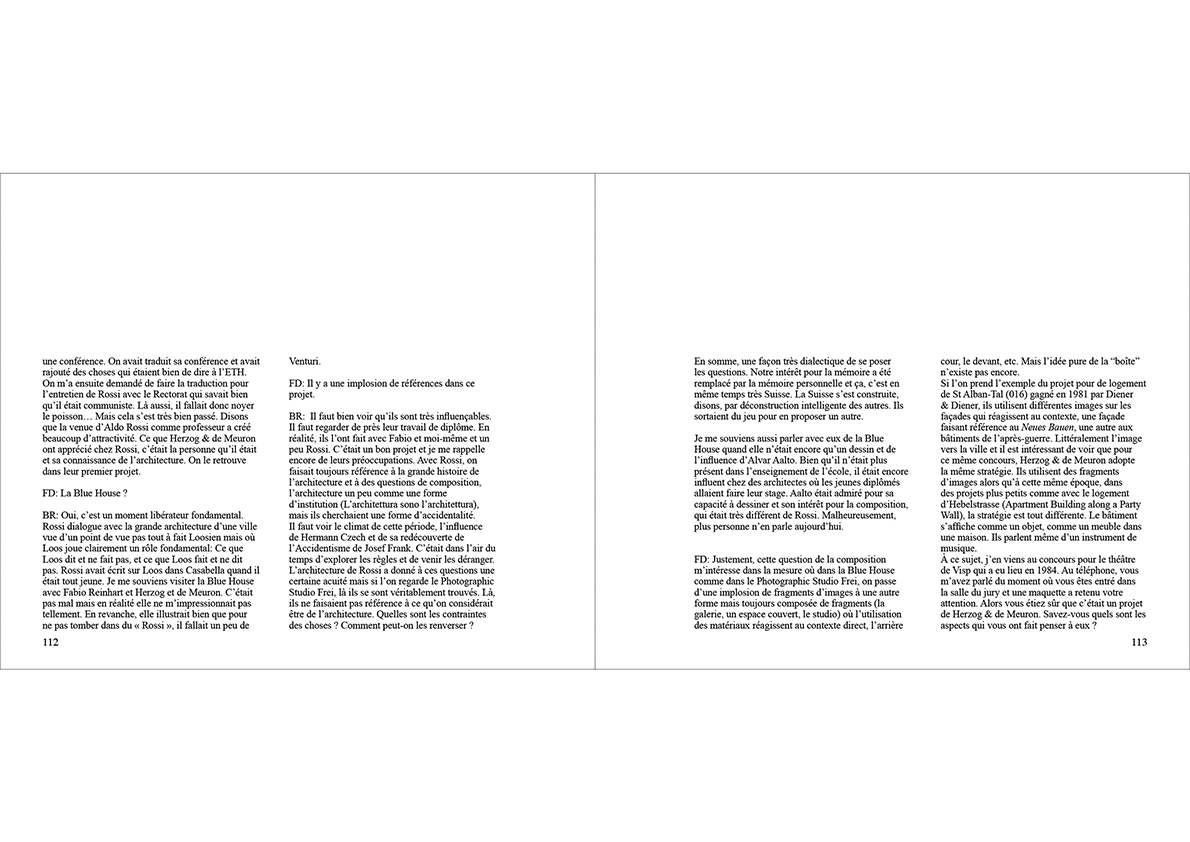 une conférence. On avait traduit sa conférence et avait
rajouté des choses qui étaient bien de dire à l’ETH.
On m’a ensuite demandé de faire la traduction pour
l’entretien de Rossi avec le Rectorat qui savait bien
qu’il était communiste. Là aussi, il fallait donc noyer
le poisson… Mais cela s’est très bien passé. Disons
que la venue d’Aldo Rossi comme professeur a créé
beaucoup d’attractivité. Ce que Herzog & de Meuron
ont apprécié chez Rossi, c’était la personne qu’il était
et sa connaissance de l’architecture. On le retrouve
dans leur premier projet.
FD: La Blue House ?
BR: Oui, c’est un moment libérateur fondamental.
Rossi dialogue avec la grande architecture d’une ville
vue d’un point de vue pas tout à fait Loosien mais où
Loos joue clairement un rôle fondamental: Ce que
Loos dit et ne fait pas, et ce que Loos fait et ne dit
pas. Rossi avait écrit sur Loos dans Casabella quand il
était tout jeune. Je me souviens visiter la Blue House
avec Fabio Reinhart et Herzog et de Meuron. C’était
pas mal mais en réalité elle ne m’impressionnait pas
tellement. En revanche, elle illustrait bien que pour
ne pas tomber dans du « Rossi », il fallait un peu de
112
Venturi.
FD: Il y a une implosion de références dans ce
projet.
BR:  Il faut bien voir qu’ils sont très influençables.
Il faut regarder de près leur travail de diplôme. En
réalité, ils l’ont fait avec Fabio et moi-même et un
peu Rossi. C’était un bon projet et je me rappelle
encore de leurs préoccupations. Avec Rossi, on
faisait toujours référence à la grande histoire de
l’architecture et à des questions de composition,
l’architecture un peu comme une forme
d’institution (L’architettura sono l’architettura),
mais ils cherchaient une forme d’accidentalité.
Il faut voir le climat de cette période, l’influence
de Hermann Czech et de sa redécouverte de
l’Accidentisme de Josef Frank. C’était dans l’air du
temps d’explorer les règles et de venir les déranger.
L’architecture de Rossi a donné à ces questions une
certaine acuité mais si l’on regarde le Photographic
Studio Frei, là ils se sont véritablement trouvés. Là,
ils ne faisaient pas référence à ce qu’on considérait
être de l’architecture. Quelles sont les contraintes
des choses ? Comment peut-on les renverser ?
En somme, une façon très dialectique de se poser
les questions. Notre intérêt pour la mémoire a été
remplacé par la mémoire personnelle et ça, c’est en
même temps très Suisse. La Suisse s’est construite,
disons, par déconstruction intelligente des autres. Ils
sortaient du jeu pour en proposer un autre.
Je me souviens aussi parler avec eux de la Blue
House quand elle n’était encore qu’un dessin et de
l’influence d’Alvar Aalto. Bien qu’il n’était plus
présent dans l’enseignement de l’école, il était encore
influent chez des architectes où les jeunes diplômés
allaient faire leur stage. Aalto était admiré pour sa
capacité à dessiner et son intérêt pour la composition,
qui était très différent de Rossi. Malheureusement,
plus personne n’en parle aujourd’hui.
FD: Justement, cette question de la composition
m’intéresse dans la mesure où dans la Blue House
comme dans le Photographic Studio Frei, on passe
d’une implosion de fragments d’images à une autre
forme mais toujours composée de fragments (la
galerie, un espace couvert, le studio) où l’utilisation
des matériaux réagissent au contexte direct, l’arrière
cour, le devant, etc. Mais l’idée pure de la “boîte”
n’existe pas encore.
Si l’on prend l’exemple du projet pour de logement
de St Alban-Tal (016) gagné en 1981 par Diener
& Diener, ils utilisent différentes images sur les
façades qui réagissent au contexte, une façade
faisant référence au Neues Bauen, une autre aux
bâtiments de l’après-guerre. Littéralement l’image
vers la ville et il est intéressant de voir que pour
ce même concours, Herzog & de Meuron adopte
la même stratégie. Ils utilisent des fragments
d’images alors qu’à cette même époque, dans
des projets plus petits comme avec le logement
d’Hebelstrasse (Apartment Building along a Party
Wall), la stratégie est tout différente. Le bâtiment
s’affiche comme un objet, comme un meuble dans
une maison. Ils parlent même d’un instrument de
musique.
À ce sujet, j’en viens au concours pour le théâtre
de Visp qui a eu lieu en 1984. Au téléphone, vous
m’avez parlé du moment où vous êtes entré dans
la salle du jury et une maquette a retenu votre
attention. Alors vous étiez sûr que c’était un projet
de Herzog & de Meuron. Savez-vous quels sont les
aspects qui vous ont fait penser à eux ?
113